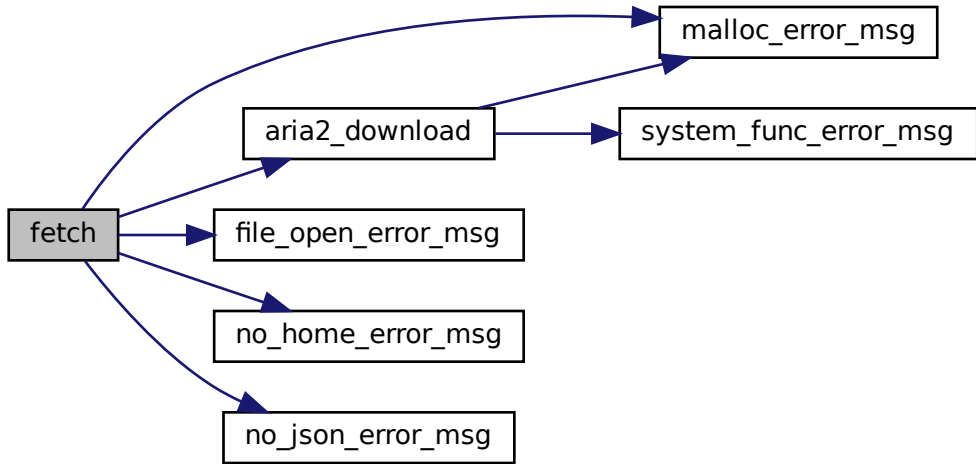 malloc_error_msg
aria2_download
system_func_error_msg
fetch
file_open_error_msg
no_home_error_msg
no_json_error_msg